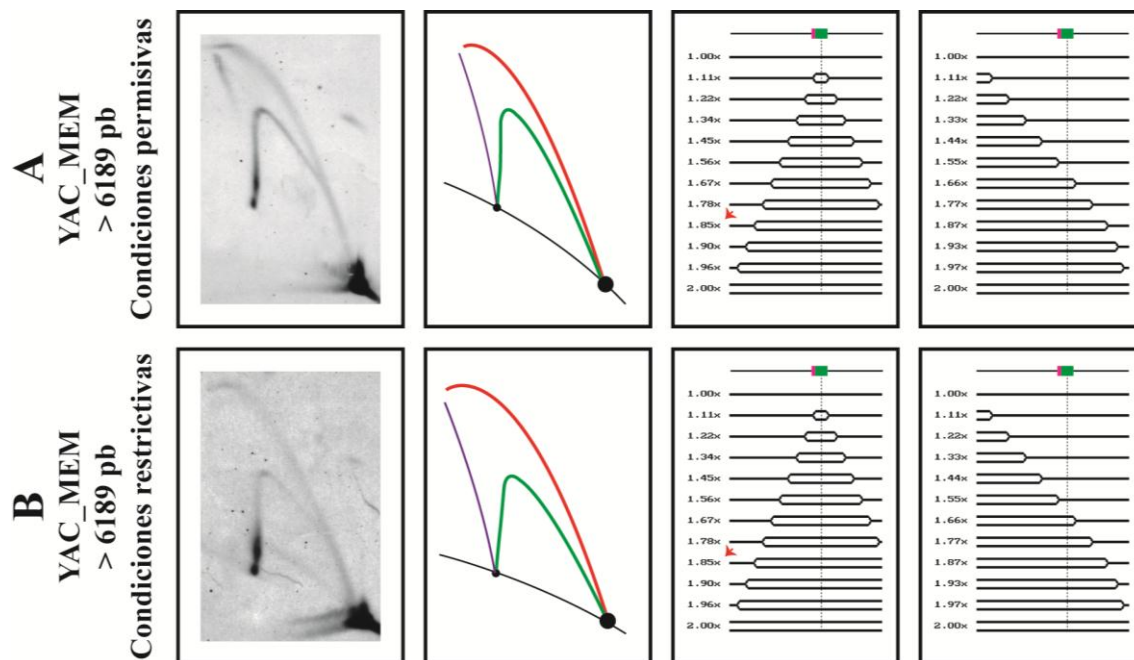 A
YAC_MEM
> 6189 pb
Condiciones permisivas
1.00x
1.11x
1.22x
1.34x
1.45x
1.56x
1.67x
1.78x
1.85x
1.90x
1.96x
2.00x
1.00x
1.11x
1.22x
1.33x
1.44x
1.55x
1.66x
1.77x
1.87x
1.93x
1.97x
2.00x
B
YAC_MEM
> 6189 pb
Condiciones restrictivas
1.00x
1.11x
1.22x
1.34x
1.45x
1.56x
1.67x
1.78x
1.85x
1.90x
1.96x
2.00x
1.00x
1.11x
1.22x
1.33x
1.44x
1.55x
1.66x
1.77x
1.87x
1.93x
1.97x
2.00x